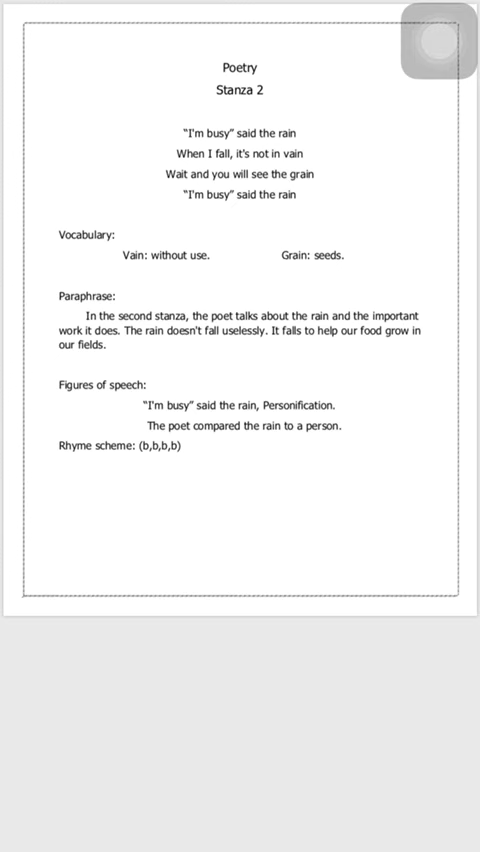 Poetry
Stanza 2
“I'm busy” said the rain
When I fall, it's not in vain
Wait and you will see the grain
“I'm busy” said the rain
Vocabulary:
Vain: without use. Grain: seeds.
Paraphrase:
In the second stanza, the poet talks about the rain and the important
work it does. The rain doesn't fall uselessly. It falls to help our food grow in
our fields.
Figures of speech:
“I'm busy” said the rain, Personification.
The poet compared the rain to a person.
Rhyme scheme: (b,b,b,b)